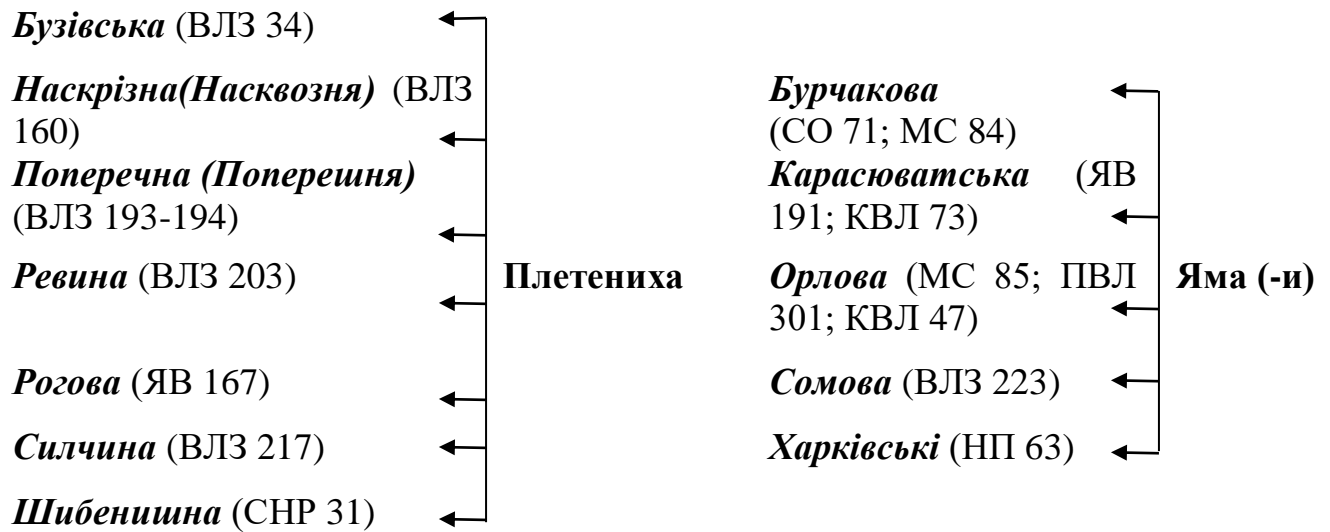 Бузівська (ВЛЗ 34)
Наскрізна(Насквозня) (ВЛЗ
160)
Поперечна (Поперешня)
(ВЛЗ 193-194)
Ревина (ВЛЗ 203)
Рогова (ЯВ 167)
Силчина (ВЛЗ 217)
Шибенишна (СНР 31)
Плетениха
Бурчакова
(СО 71; МС 84)
Карасюватська (ЯВ
191; КВЛ 73)
Орлова (МС 85; ПВЛ
301; КВЛ 47)
Сомова (ВЛЗ 223)
Харківські (НП 63)
Яма (-и)